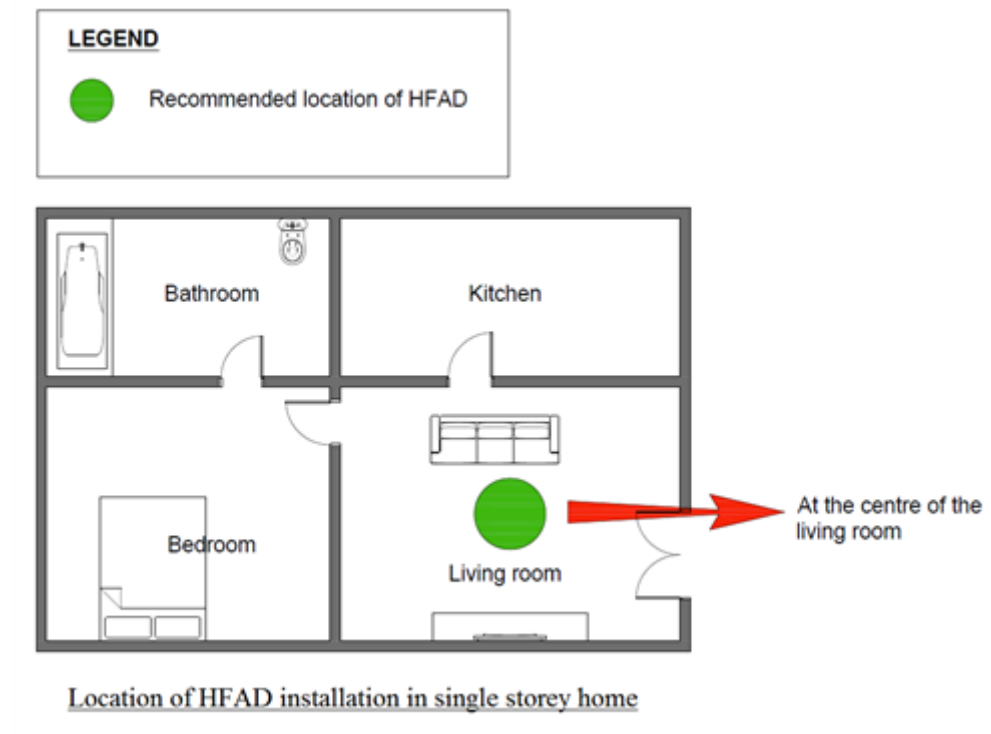 LEGEND
Recommended location of HFAD
Bathroom
Kitchen
At the centre of the
living room
Bedroom
Living room
Location of HFAD installation in single storey home